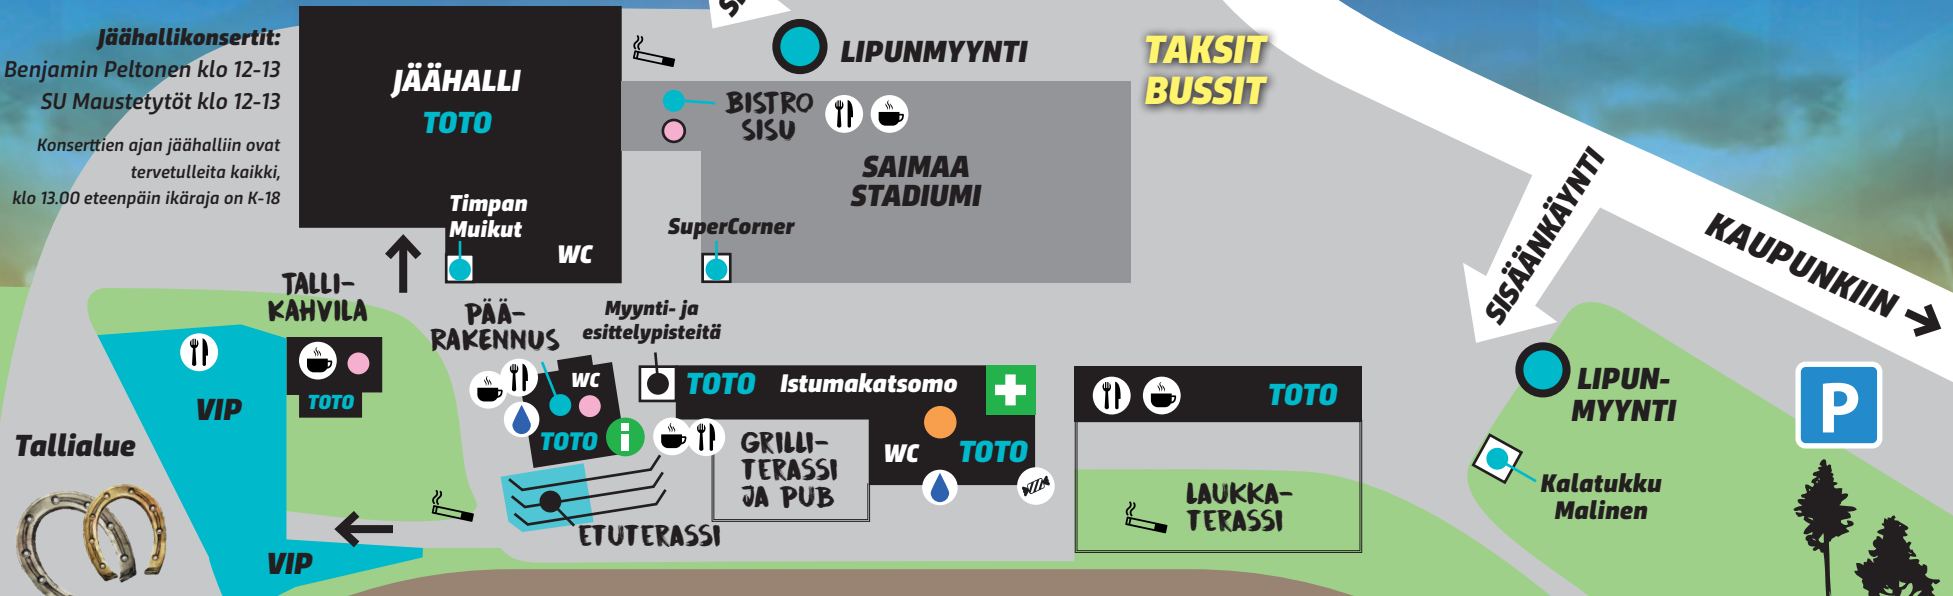 Jäähallikonsertit:
Benjamin Peltonen klo 12-13
SU Maustetytöt klo 12-13
Konserttien ajan jäähalliin ovat
tervetulleita kaikki,
klo 13.00 eteenpäin ikäraja on K-18
JÄÄHALLI
TOTO
Timpan
Muikut
WC
LIPUNMYYNTI
BISTRO
SISU
SAIMAA
STADIUMI
SuperCorner
TAKSIT
BUSSIT
SISÄÄNKÄYNTI
KAUPUNKIIN
TALLI-
KAHVILA
TOTO
VIP
VIP
Tallialue
PÄÄ-
RAKENNUS
WC
TOTO
i
Myynti- ja
esittelypisteitä
TOTO
Istumakatsomo
WC
TOTO
GRILLI-
TERASSI
JA PUB
ETUTERASSI
TOTO
LAUKKA-
TERASSI
LIPUN-
MYYNTI
Kalatukku
Malinen
P